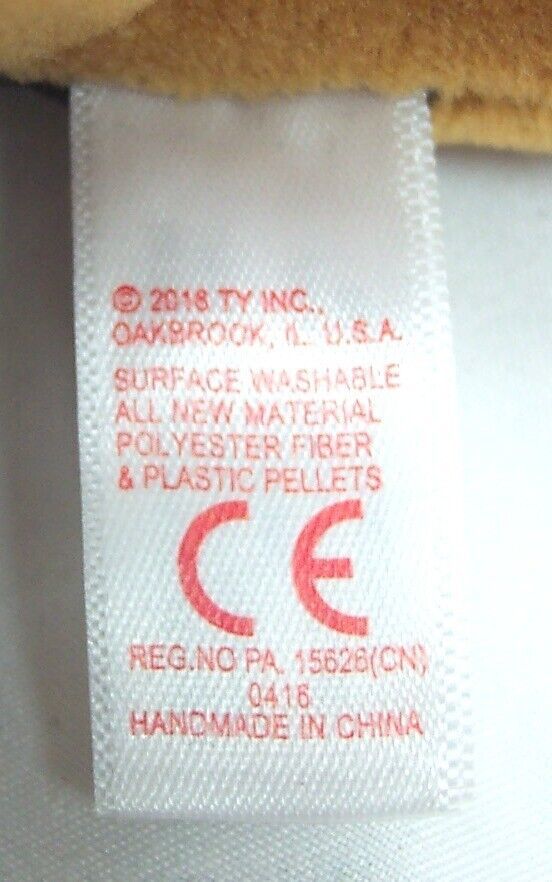 © 2016 TY INC.,
OAKBROOK, IL. U.S.A.
SURFACE WASHABLE
ALL NEW MATERIAL
POLYESTER FIBER
& PLASTIC PELLETS
CE
REG.NO PA. 15626(CN)
0416
HANDMADE IN CHINA